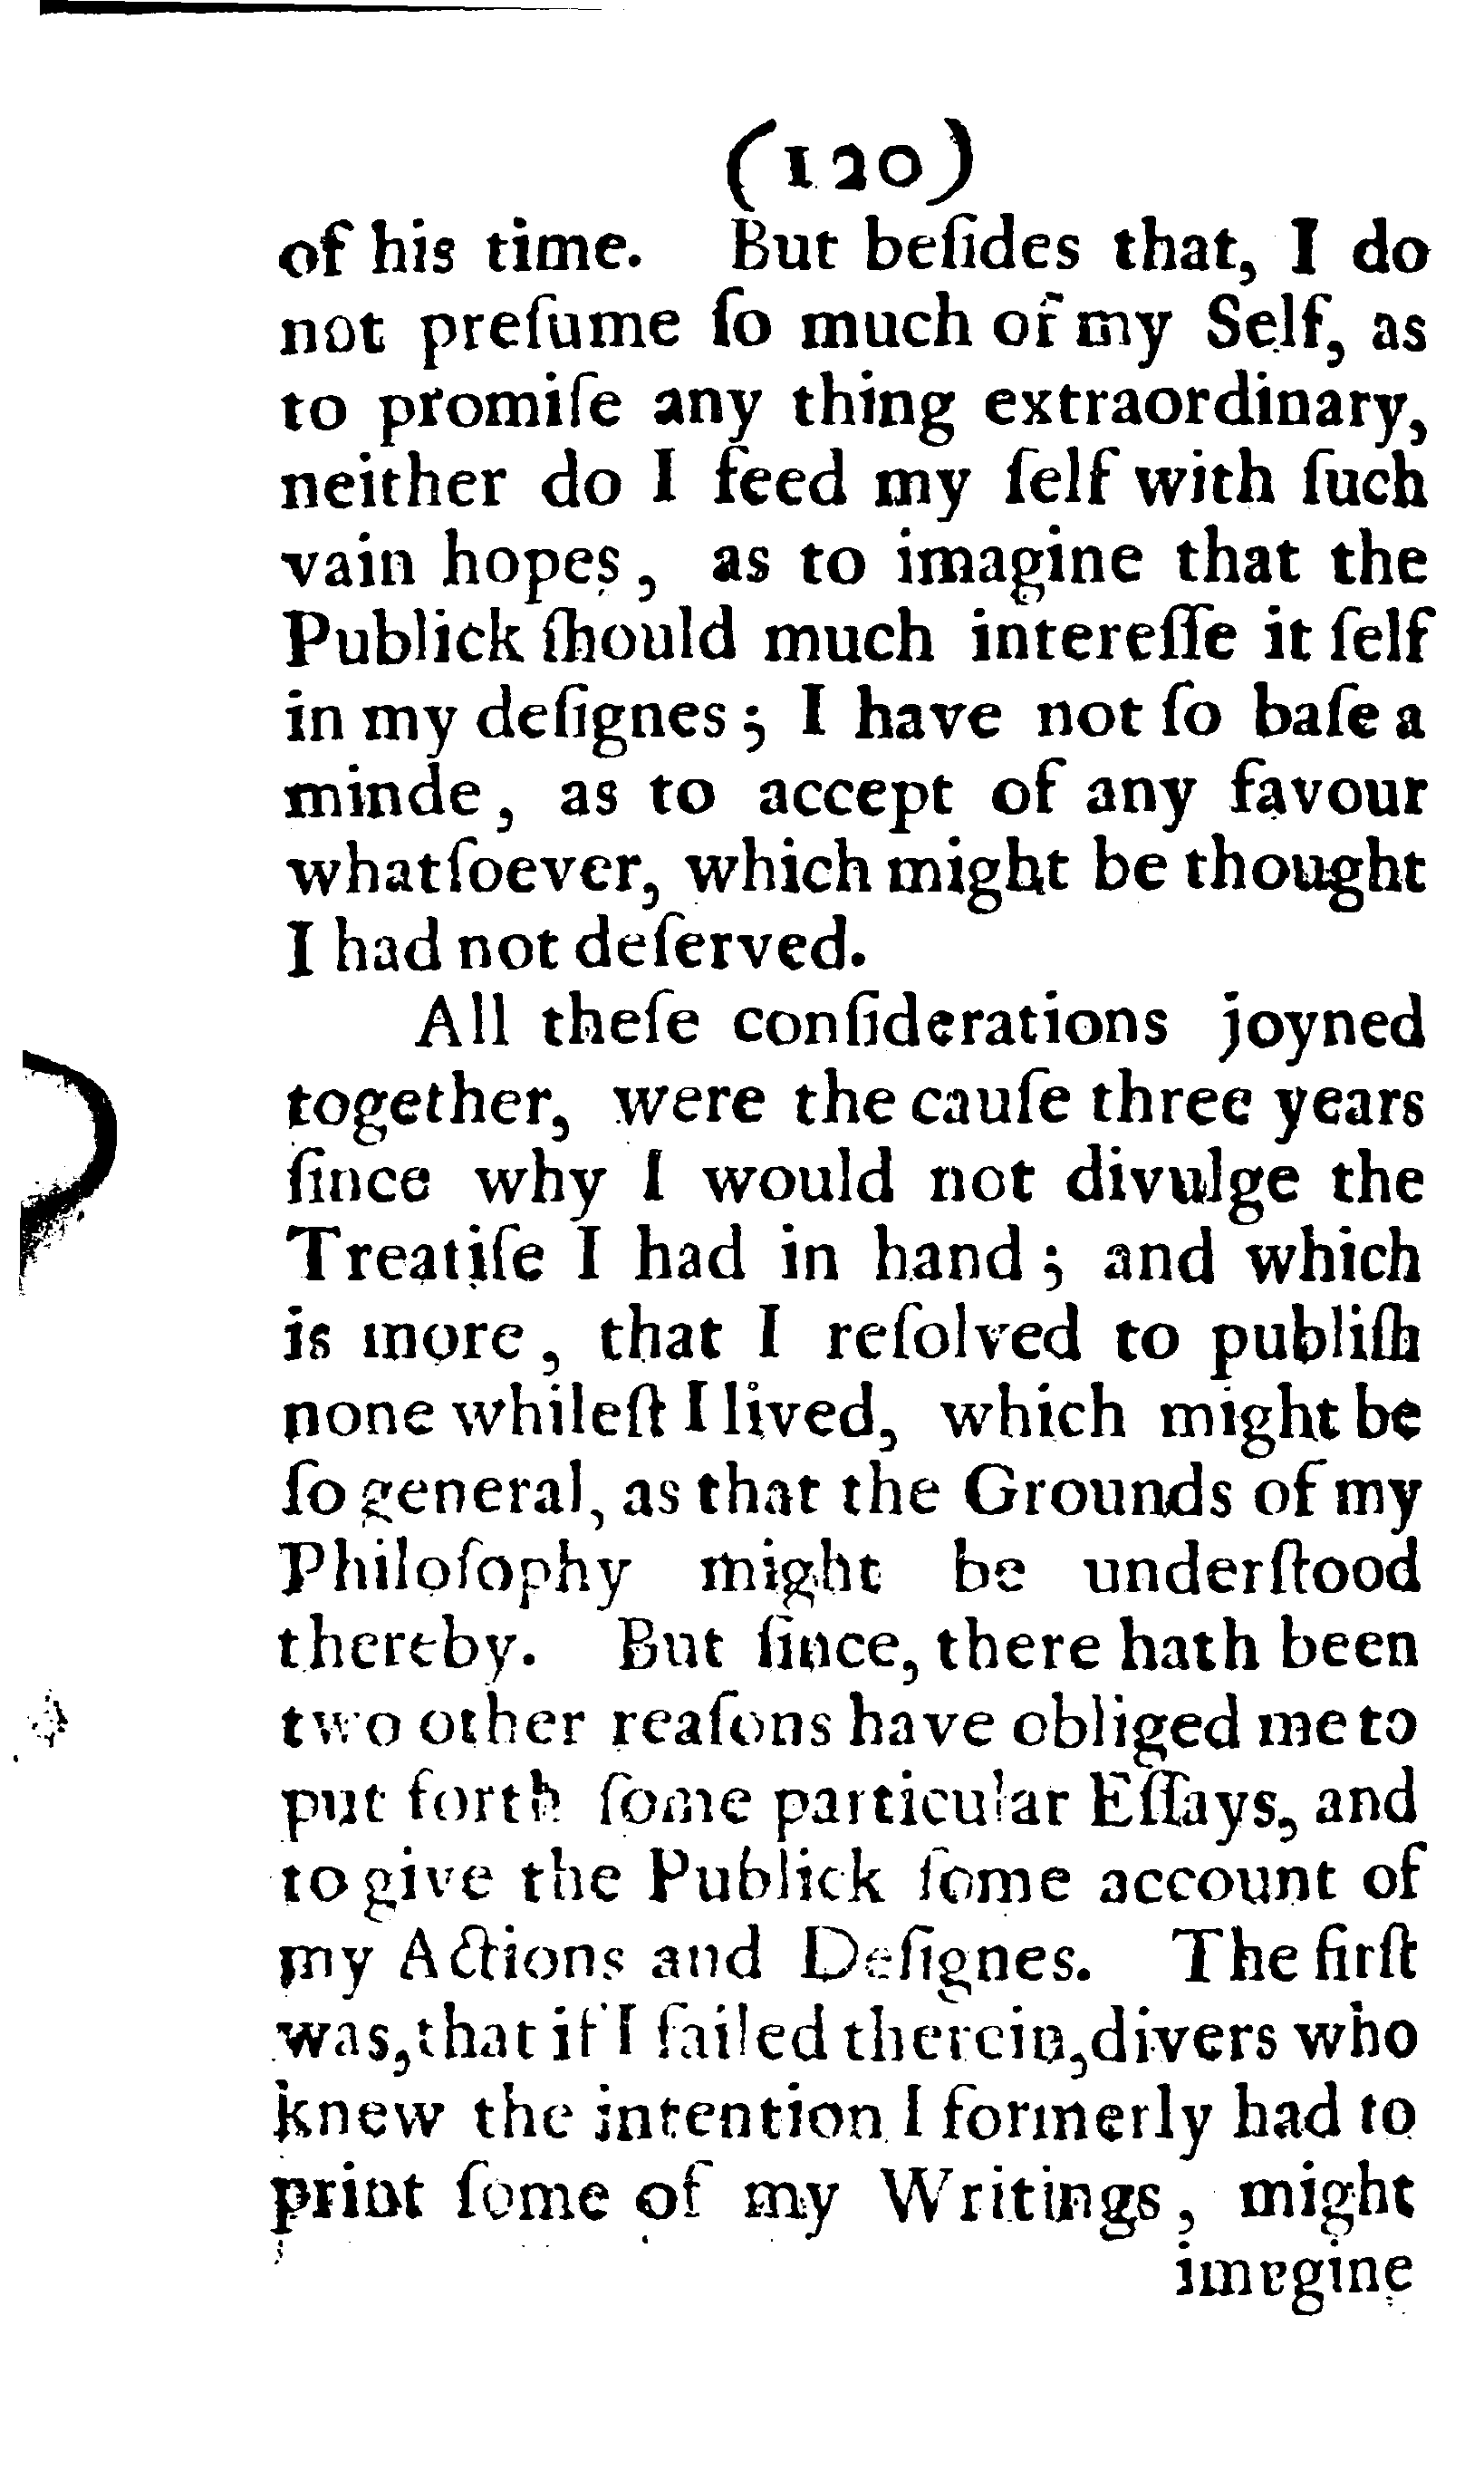 (120)
of his time. But beſides that, I do
not preſume ſo much of my Self, as
to promiſe any thing extraordinary,
neither do I feed my ſelf with ſuch
vain hopes, as to imagine that the
Publick ſhould much intereſſe it ſelf
in my deſignes; I have not ſo baſe a
minde, as to accept of any favour
whatſoever, which might be thought
I had not deſerved.
All theſe conſiderations joyned
together, were the cauſe three years
ſince why I would not divulge the
Treatiſe I had in hand; and which
is more, that I reſolved to publiſh
none whileſt I lived, which might be
ſo general, as that the Grounds of my
Philoſophy might be underſtood
thereby. But ſince, there hath been
two other reaſons have obliged me to
put forth ſome particular Eſſays, and
to give the Publick ſome account of
my Actions and Deſignes. The firſt
was, that if I failed therein, divers who
knew the intention I formerly had to
print ſome of my Writings, might
imagine